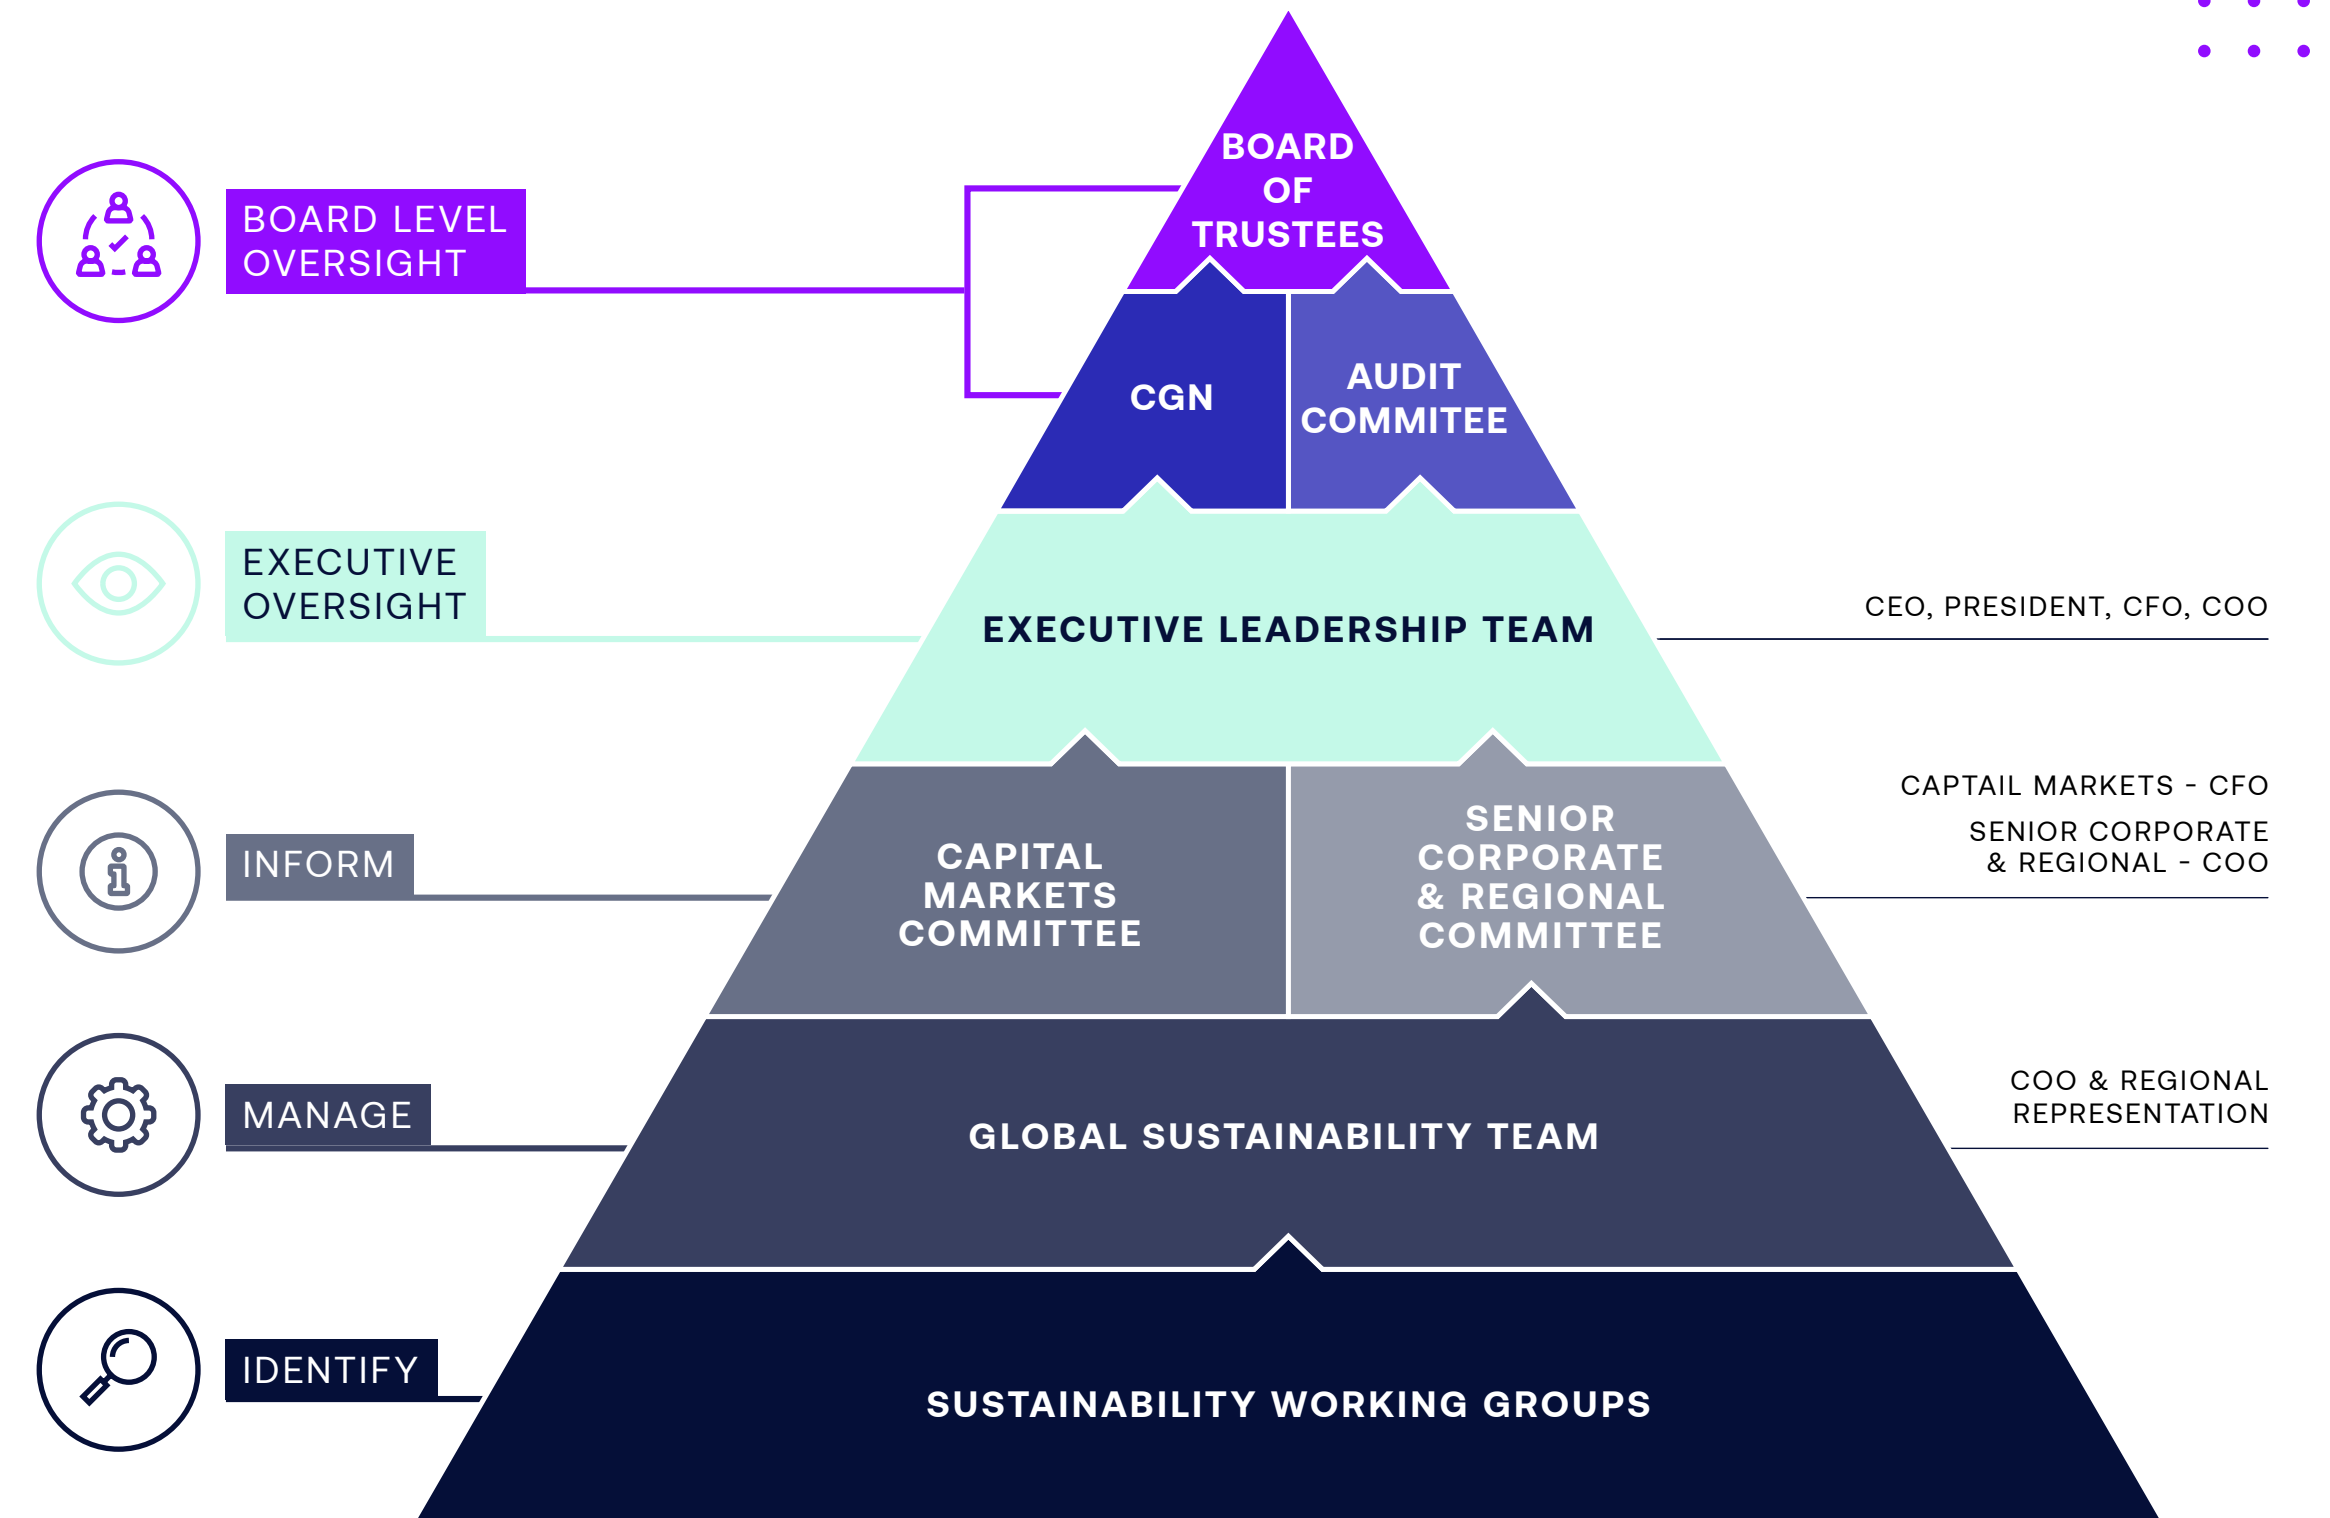 BOARD
OF
TRUSTEES
BOARD LEVEL
OVERSIGHT
CGN
AUDIT
COMMITEE
EXECUTIVE
OVERSIGHT
EXECUTIVE LEADERSHIP TEAM
CEO, PRESIDENT, CFO, COO
INFORM
CAPITAL
MARKETS
COMMITTEE
SENIOR
CORPORATE
& REGIONAL
COMMITTEE
CAPTAIL MARKETS - CFO
SENIOR CORPORATE
& REGIONAL - COO
MANAGE
GLOBAL SUSTAINABILITY TEAM
COO & REGIONAL
REPRESENTATION
IDENTIFY
SUSTAINABILITY WORKING GROUPS